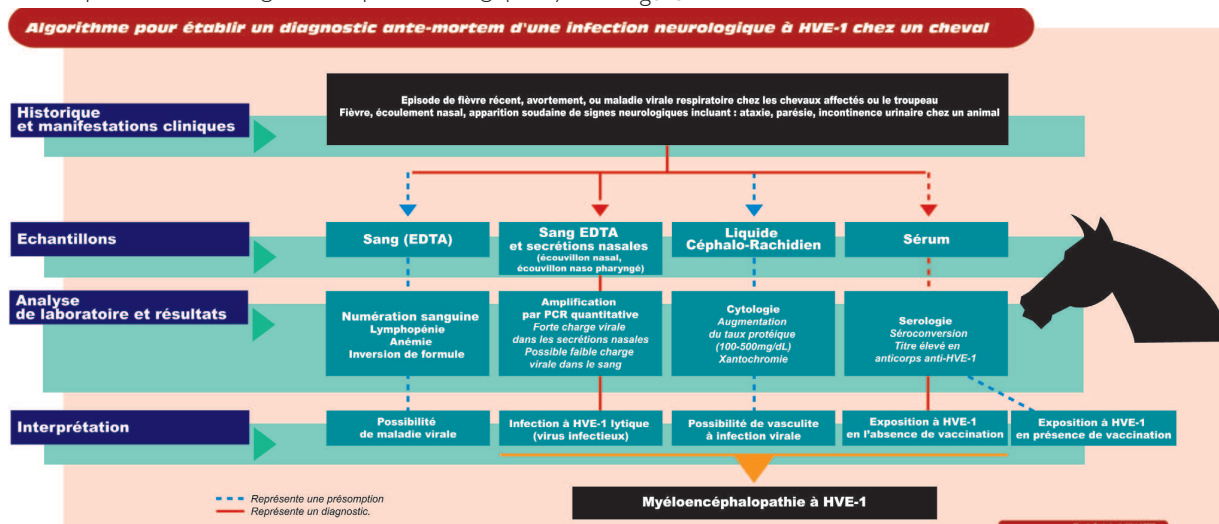 Algorithme pour établir un diagnostic ante-mortem d'une infection neurologique à HVE-1 chez un cheval
Historique
et manifestations cliniques
Episode de fièvre récent, avortement, ou maladie virale respiratoire chez les chevaux affectés ou le troupeau
Fièvre, écoulement nasal, apparition soudaine de signes neurologiques incluant : ataxie, parésie, incontinence urinaire chez un animal
Echantillons
Sang (EDTA)
Sang EDTA
et secrétions nasales
(écouvillon nasal,
écouvillon naso pharyngé)
Liquide
Céphalo-Rachidien
Sérum
Analyse
de laboratoire et résultats
Numération sanguine
Lymphopénie
Anémie
Inversion de formule
Amplification
par PCR quantitative
Forte charge virale
dans les secrétions nasales
Possible faible charge
virale dans le sang
Cytologie
Augmentation
du taux protéique
(100-500mg/dL)
Xantochromie
Serologie
Séroconversion
Titre élevé en
anticorps anti-HVE-1
Interprétation
Possibilité
de maladie virale
Infection à HVE-1 lytique
(virus infectieux)
Possibilité de vasculite
à infection virale
Exposition à HVE-1
en l'absence de vaccination
Exposition à HVE-1
en présence de vaccination
Représente une présomption
Représente un diagnostic.
Myéloencéphalopathie à HVE-1